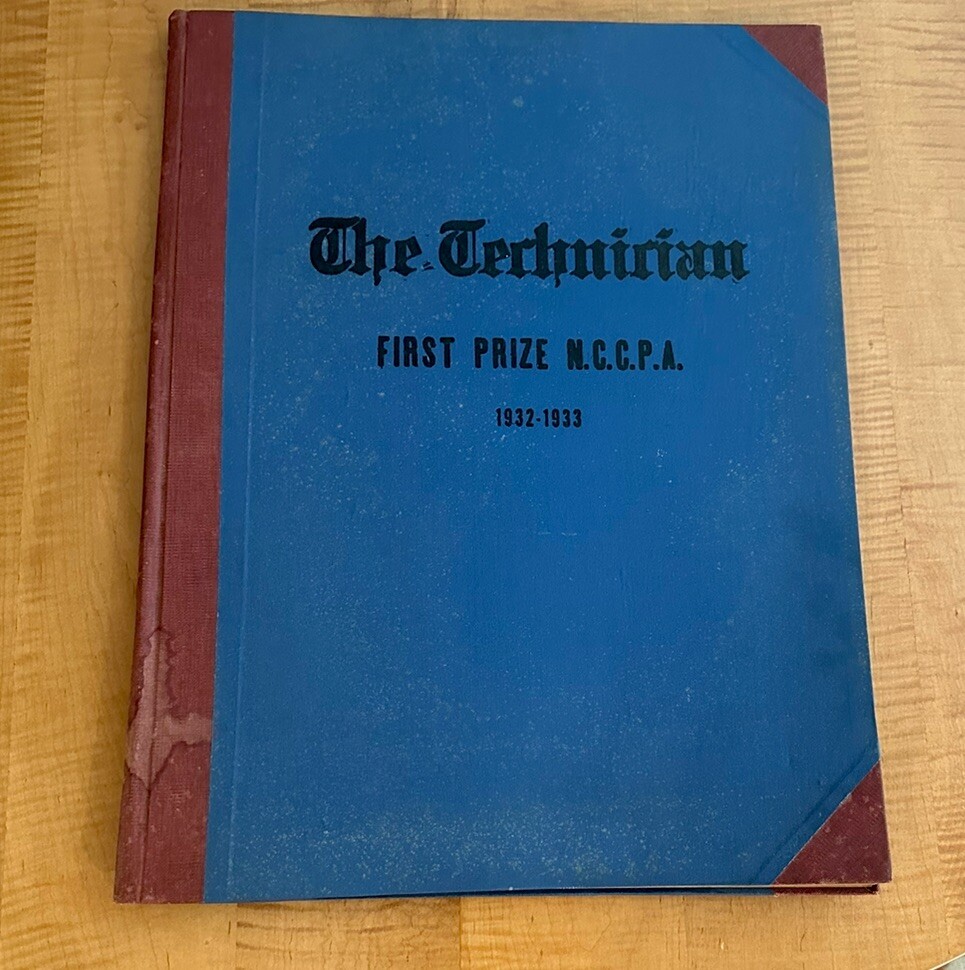 The Technician
FIRST PRIZE N.C.C.P.A.
1932-1933